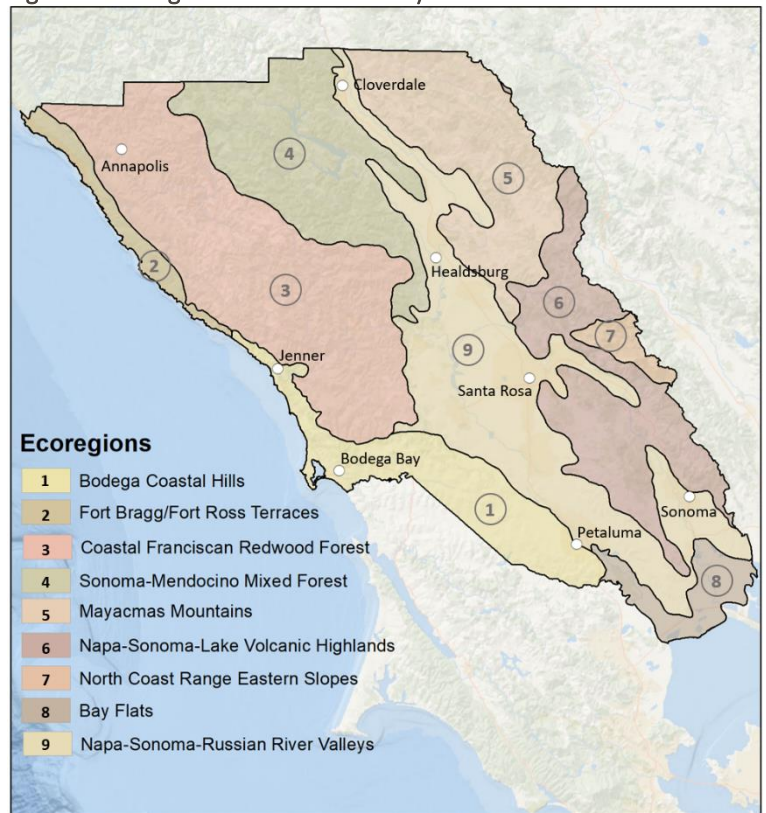 Cloverdale
4
Annapolis
5
2
Healdsburg
3
6
7
Jenner
9
Santa Rosa
Ecoregions
1 Bodega Coastal Hills
2 Fort Bragg/Fort Ross Terraces
3 Coastal Franciscan Redwood Forest
4 Sonoma-Mendocino Mixed Forest
5 Mayacmas Mountains
6 Napa-Sonoma-Lake Volcanic Highlands
7 North Coast Range Eastern Slopes
8 Bay Flats
9 Napa-Sonoma-Russian River Valleys
Bodega Bay
1
Sonoma
Petaluma
8